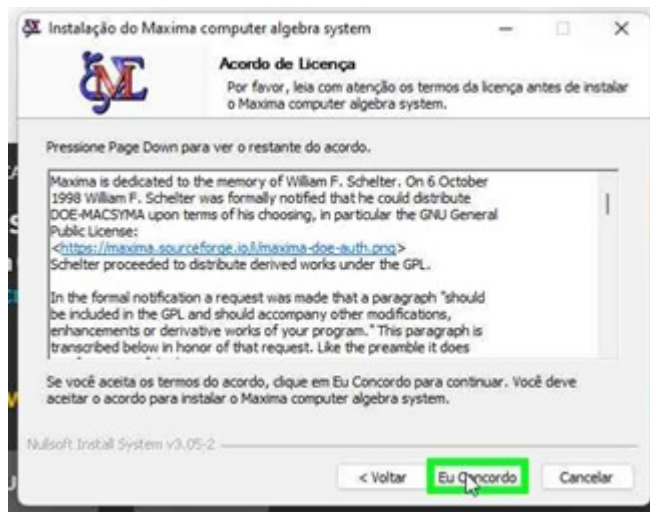 Instalação do Maxima computer algebra system
Acordo de Licença
Por favor, leia com atenção os termos da licença antes de instalar
o Maxima computer algebra system.
Pressione Page Down para ver o restante do acordo.
Maxima is dedicated to the memory of William F. Schelter. On 6 October
1998 William F. Schelter was formally notified that he could distribute
DOE-MACSYMA upon terms of his choosing, in particular the GNU General
Public License:
<https://maxima.sourceforge.io/i/maxima-doe-auth.png>
Schelter proceeded to distribute derived works under the GPL.
In the formal notification a request was made that a paragraph "should
be included in the GPL and should accompany other modifications,
enhancements or derivative works of your program." This paragraph is
transcribed below in honor of that request. Like the preamble it does
Se você aceita os termos do acordo, clique em Eu Concordo para continuar. Você deve
aceitar o acordo para instalar o Maxima computer algebra system.
Nullsoft Install System v3.05-2
< Voltar
Eu Concordo
Cancelar